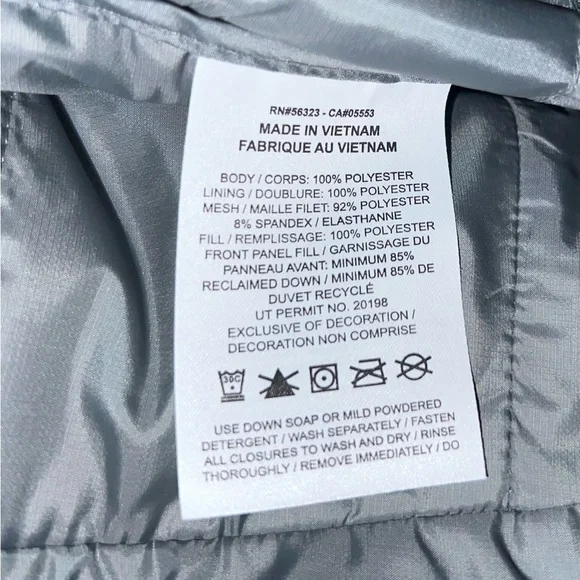 RN#56323 - CA#05553
MADE IN VIETNAM
FABRIQUE AU VIETNAM
BODY / CORPS: 100% POLYESTER
LINING / DOUBLURE: 100% POLYESTER
MESH / MAILLE FILET: 92% POLYESTER
8% SPANDEX / ELASTHANNE
FILL / REMPLISSAGE: 100% POLYESTER
FRONT PANEL FILL / GARNISSAGE DU
PANNEAU AVANT: MINIMUM 85%
RECLAIMED DOWN / MINIMUM 85% DE
DUVET RECYCLÉ
UT PERMIT NO. 20198
EXCLUSIVE OF DECORATION /
DECORATION NON COMPRISE
30C
USE DOWN SOAP OR MILD POWDERED
DETERGENT / WASH SEPARATELY / FASTEN
ALL CLOSURES TO WASH AND DRY / RINSE
THOROUGHLY / REMOVE IMMEDIATELY / DO